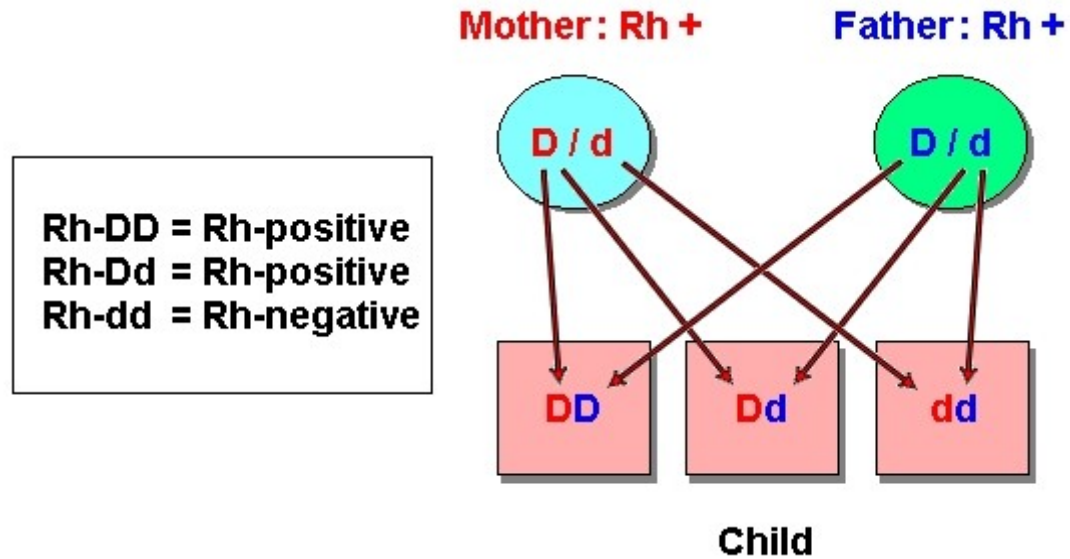 Mother: Rh +
Father: Rh +
D / d
D / d
Rh-DD = Rh-positive
Rh-Dd = Rh-positive
Rh-dd = Rh-negative
DD
Dd
dd
Child